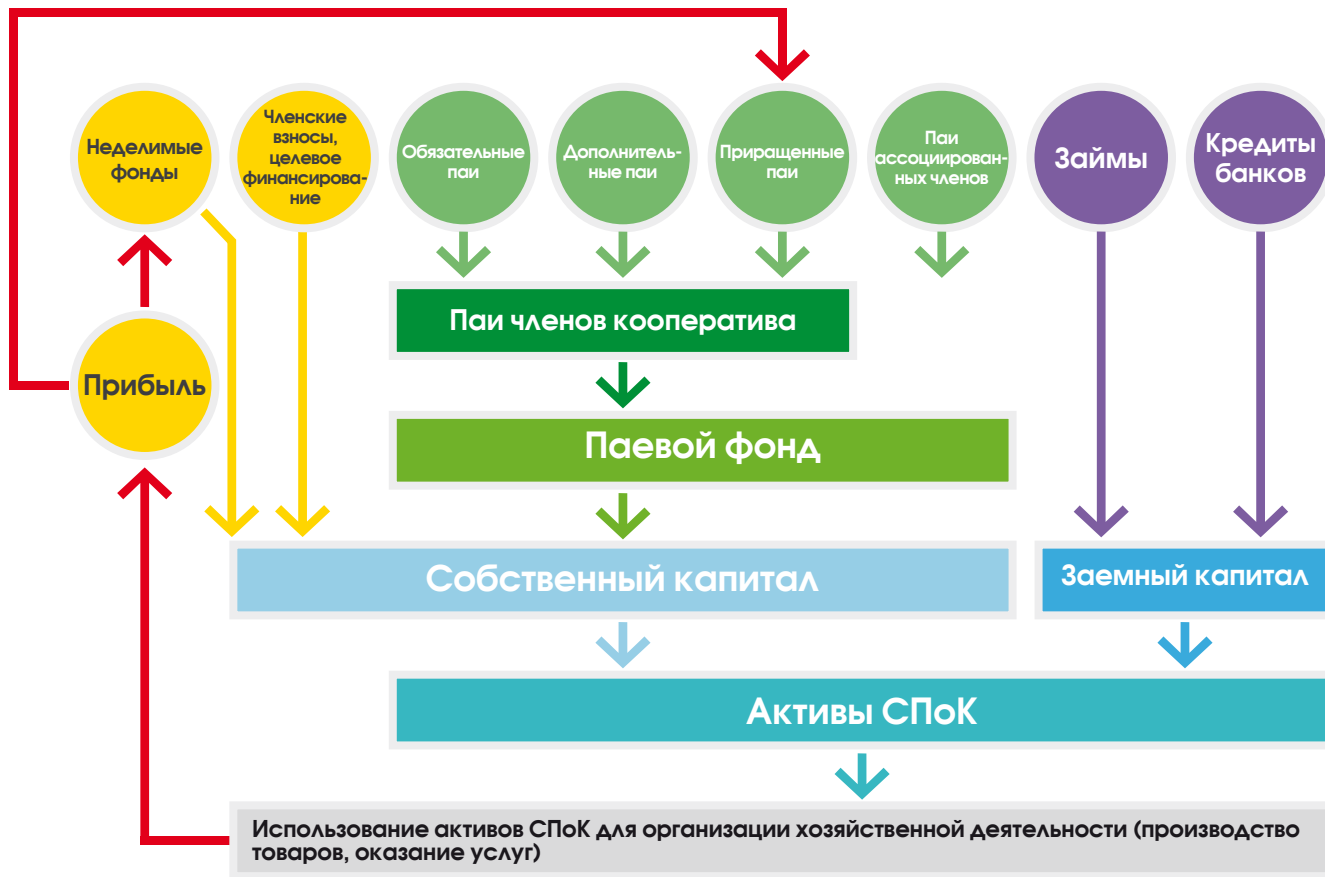 Неделимые
фонды
Членские
взносы,
целевое
финансирова-
ние
Обязательные
паи
Дополнитель-
ные паи
Приращенные
паи
Паи
ассоциирован-
ных членов
Займы
Кредиты
банков
Паи членов кооператива
Прибыль
Паевой фонд
Собственный капитал
Заемный капитал
Активы СПоК
Использование активов СПоК для организации хозяйственной деятельности (производство
товаров, оказание услуг)